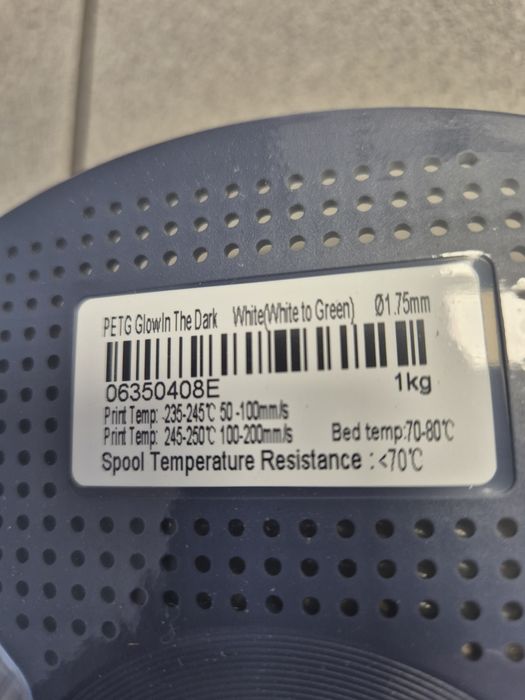 PETG GlowIn The Dark White(White to Green) Ø1.75mm
06350408E 1kg
Print Temp: 235-245℃ 50-100mm/s
Print Temp: 245-250℃ 100-200mm/s Bed temp:70-80℃
Spool Temperature Resistance :<70℃